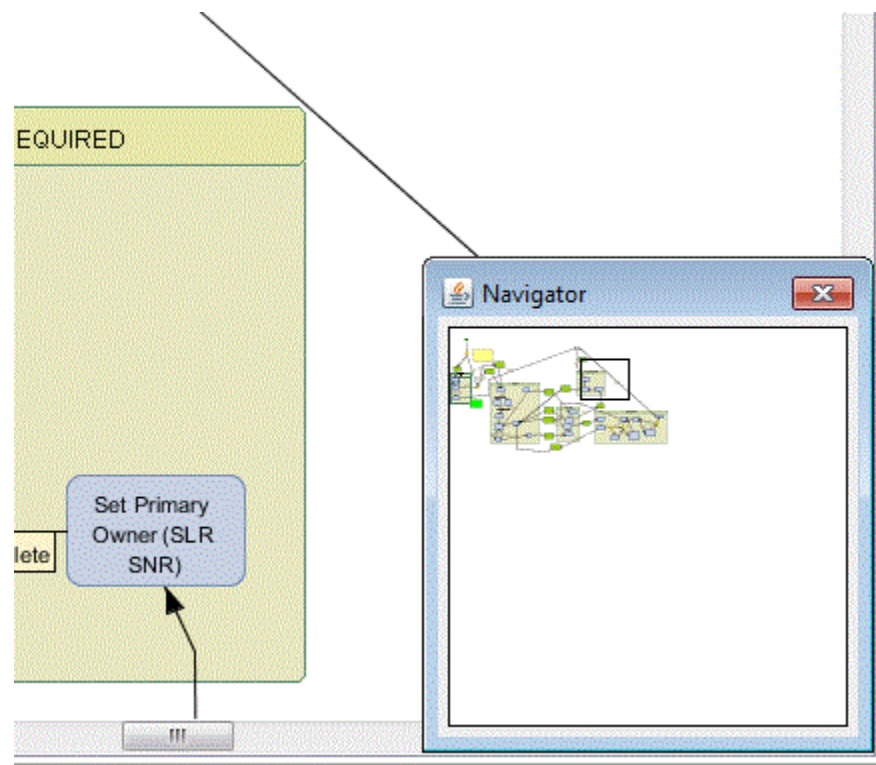 EQUIRED
Navigator
Set Primary
Owner (SLR
SNR)
lete